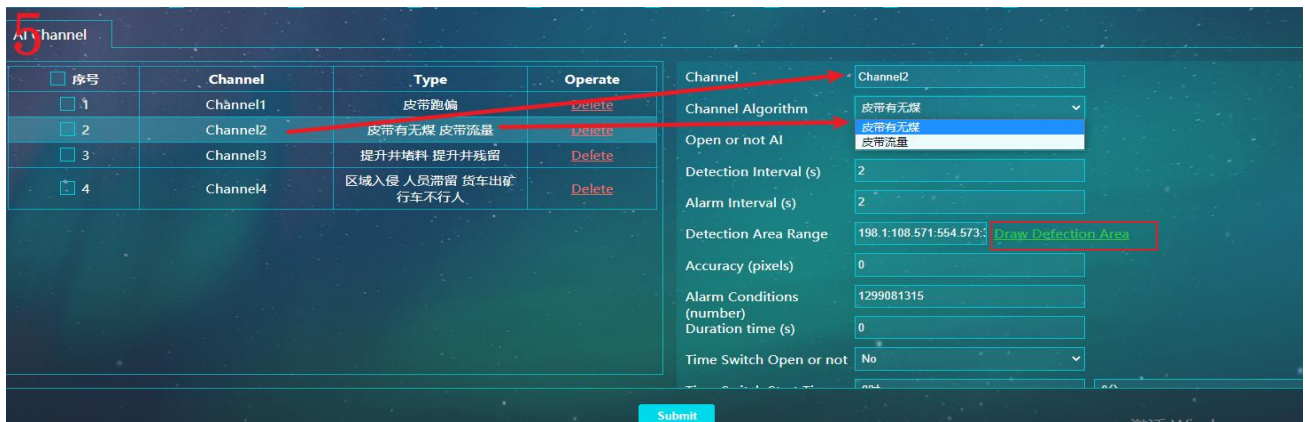 5
AI Channel
序号 Channel Type Operate
1 Channel1 皮带跑偏 Delete
2 Channel2 皮带有无煤 皮带流量 Delete
3 Channel3 提升井堵料 提升井残留 Delete
4 Channel4 区域入侵 人员滞留 货车出矿 Delete
行车不行人
Channel Channel2
Channel Algorithm 皮带有无煤
皮带有无煤
Open or not AI 皮带流量
Detection Interval (s) 2
Alarm Interval (s) 2
Detection Area Range 198.1:108.571:554.573: Draw Defection Area
Accuracy (pixels) 0
Alarm Conditions 1299081315
(number)
Duration time (s) 0
Time Switch Open or not No
Submit